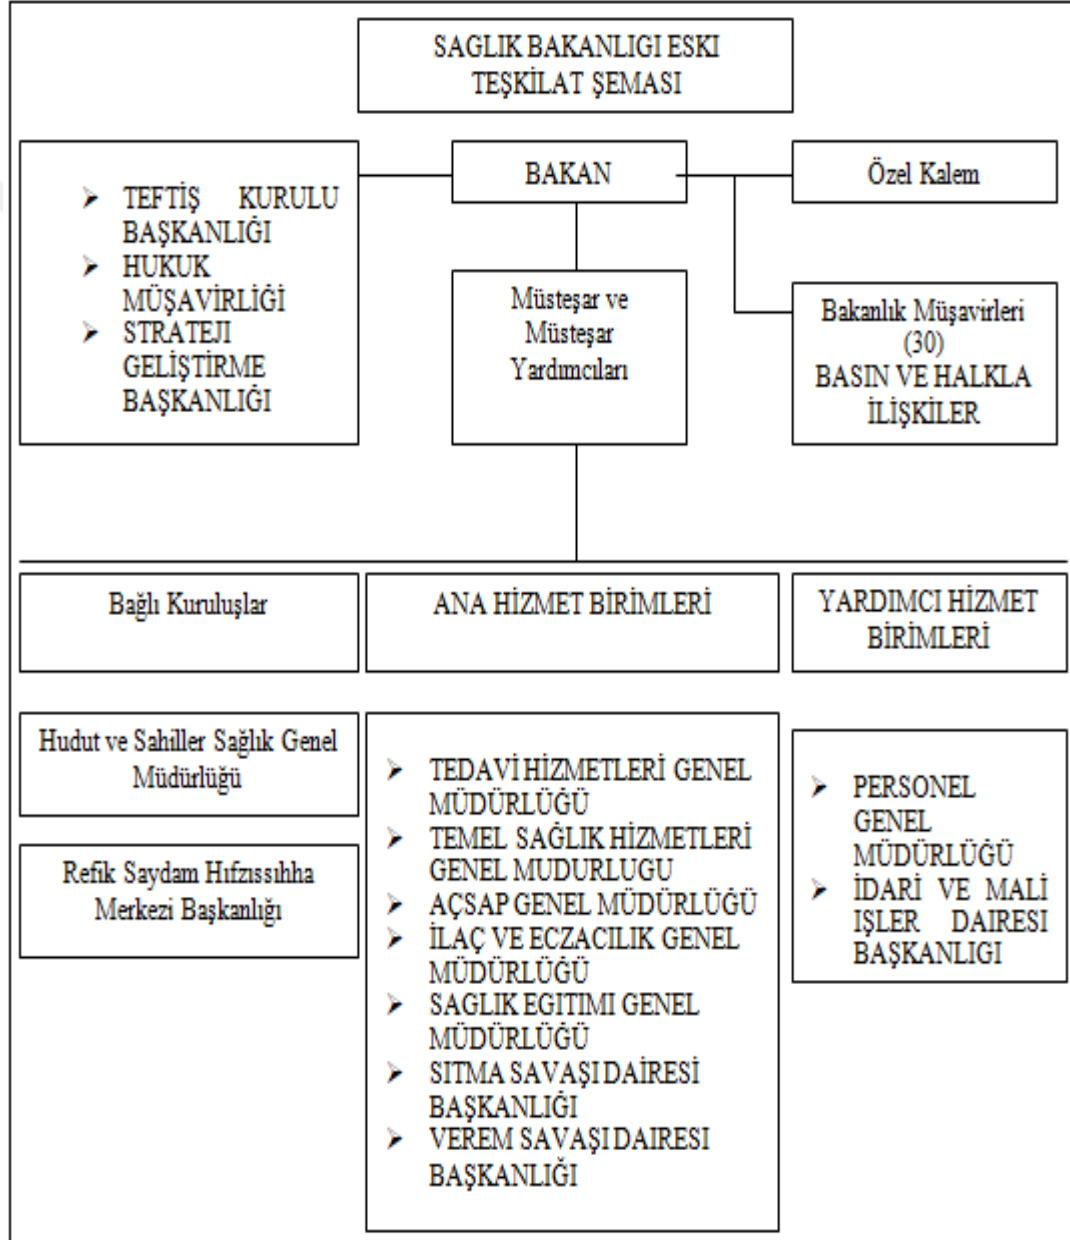 SAGLIK BAKANLIGI ESKI
TEŞKİLAT ŞEMASI
TEFTİŞ KURULU
BAŞKANLIĞI
HUKUK
MÜŞAVİRLİĞİ
STRATEJI
GELİŞTİRME
BAŞKANLIĞI
BAKAN
Özel Kalem
Müsteşar ve
Müsteşar
Yardımcıları
Bakanlık Müşavirleri
(30)
BASIN VE HALKLA
İLİŞKİLER
Bağlı Kuruluşlar
ANA HİZMET BİRİMLERİ
YARDIMCI HİZMET
BİRİMLERİ
Hudut ve Sahiller Sağlık Genel
Müdürlüğü
Refik Saydam Hıfzıssıhha
Merkezi Başkanlığı
TEDAVİ HİZMETLERİ GENEL
MÜDÜRLÜĞÜ
TEMEL SAĞLIK HİZMETLERİ
GENEL MUDURLUGU
AÇSAP GENEL MÜDÜRLÜĞÜ
İLAÇ VE ECZACILIK GENEL
MÜDÜRLÜĞÜ
SAGLIK EGITIMI GENEL
MÜDÜRLÜĞÜ
SITMA SAVAŞI DAİRESİ
BAŞKANLIĞI
VEREM SAVAŞI DAIRESI
BAŞKANLIĞI
PERSONEL
GENEL
MÜDÜRLÜĞÜ
İDARİ VE MALİ
IŞLER DAIRESI
BAŞKANLIGI